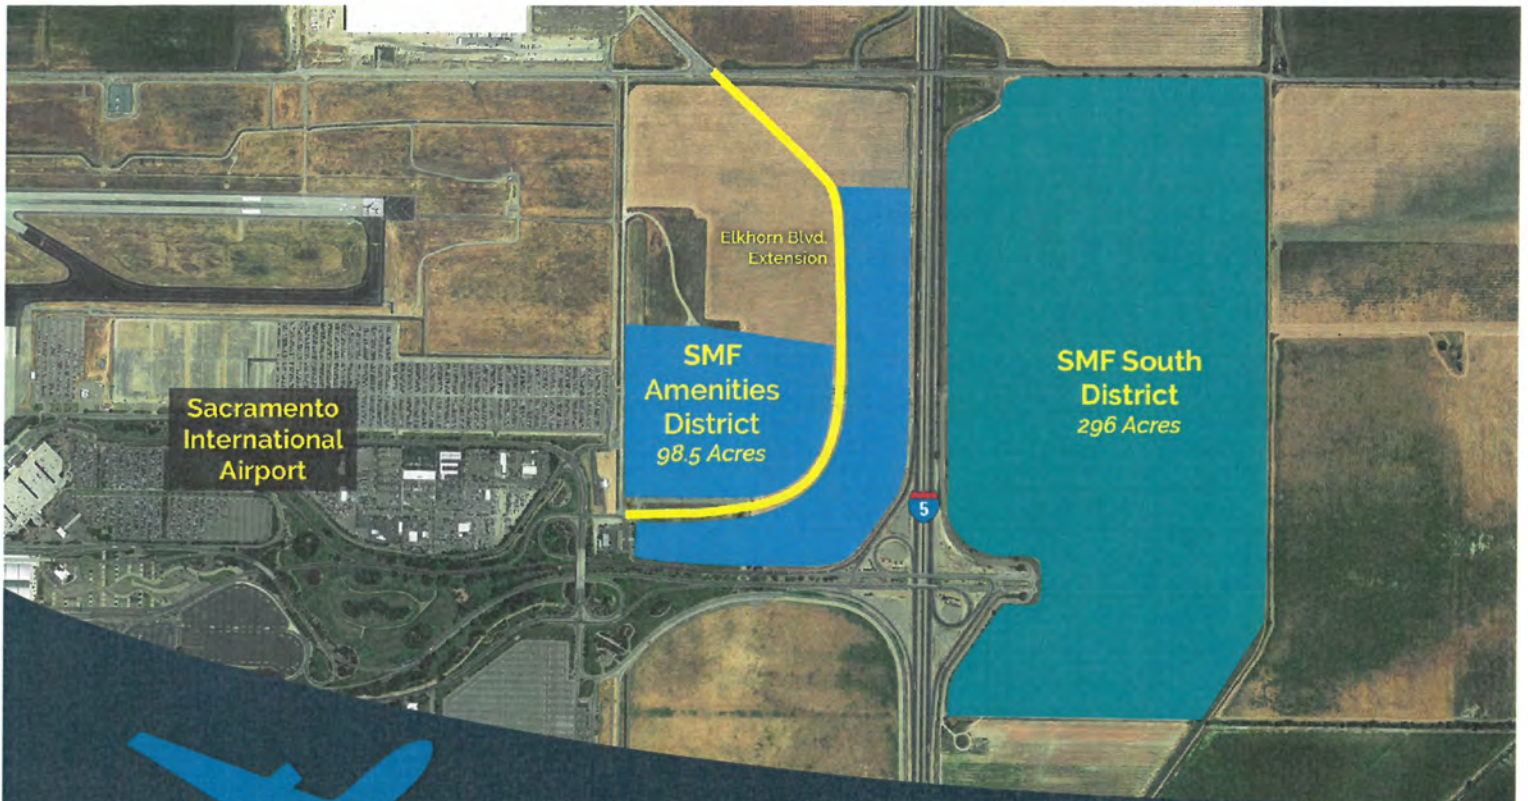 Elkhorn Blvd.
Extension
SMF
Amenities
District
98.5 Acres
SMF South
District
296 Acres
Sacramento
International
Airport
5